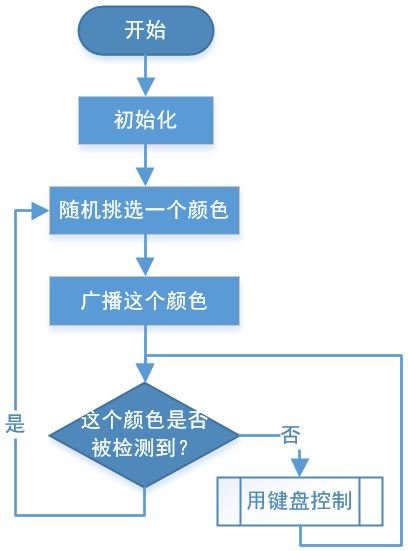 开始
初始化
随机挑选一个颜色
广播这个颜色
这个颜色是否
被检测到？
是
否
用键盘控制